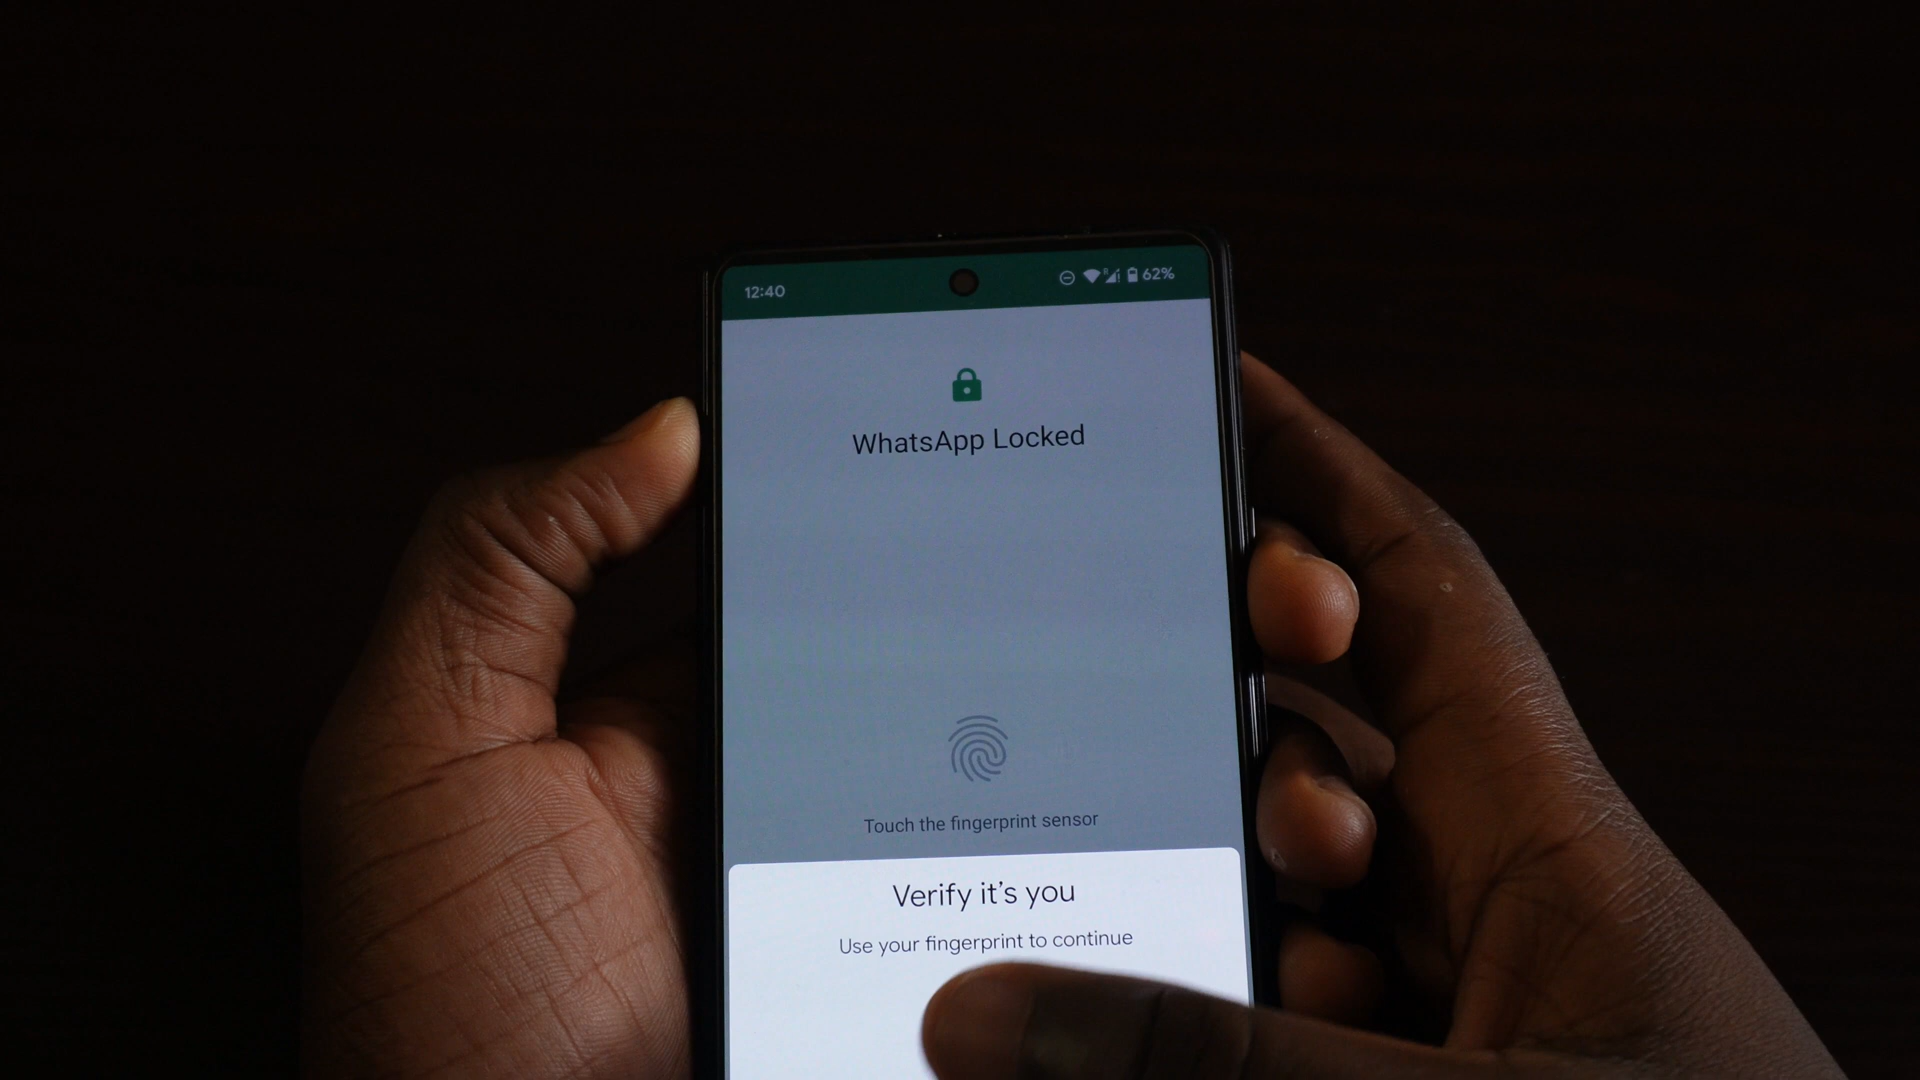 12:40
62%
WhatsApp Locked
Touch the fingerprint sensor
Verify it's you
Use your fingerprint to continue